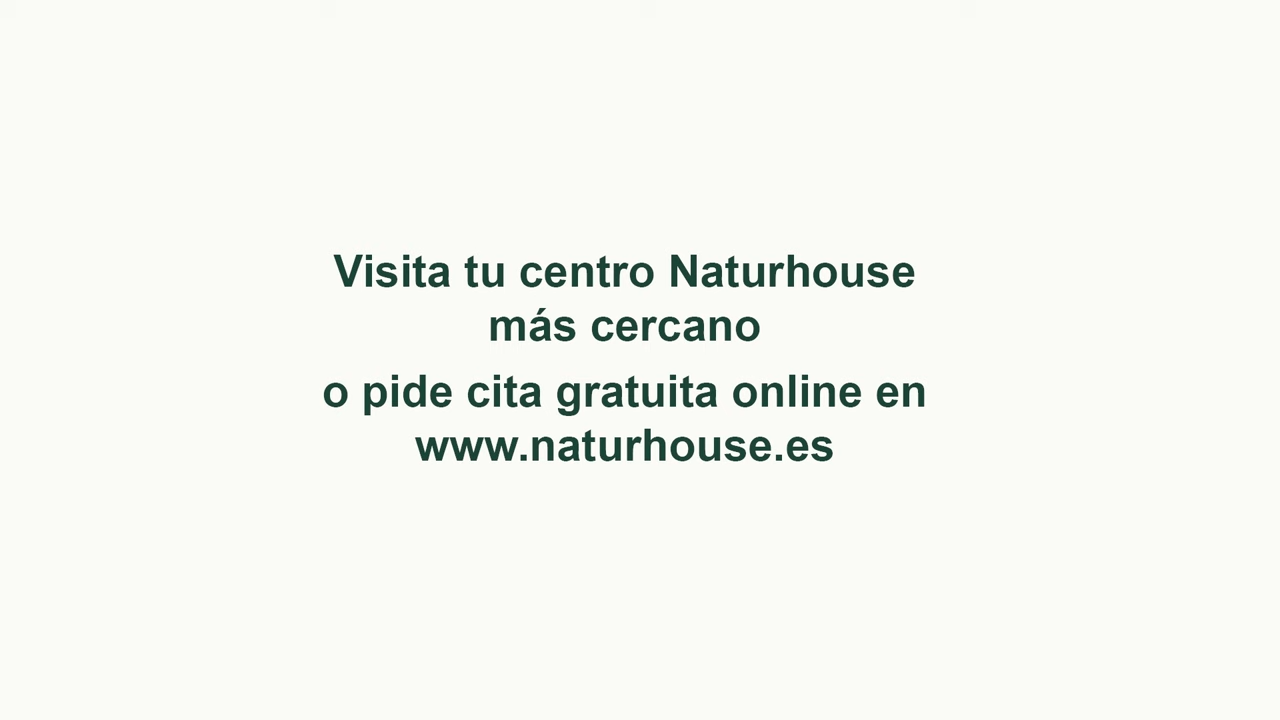 Visita tu centro Naturhouse
más cercano
o pide cita gratuita online en
www.naturhouse.es